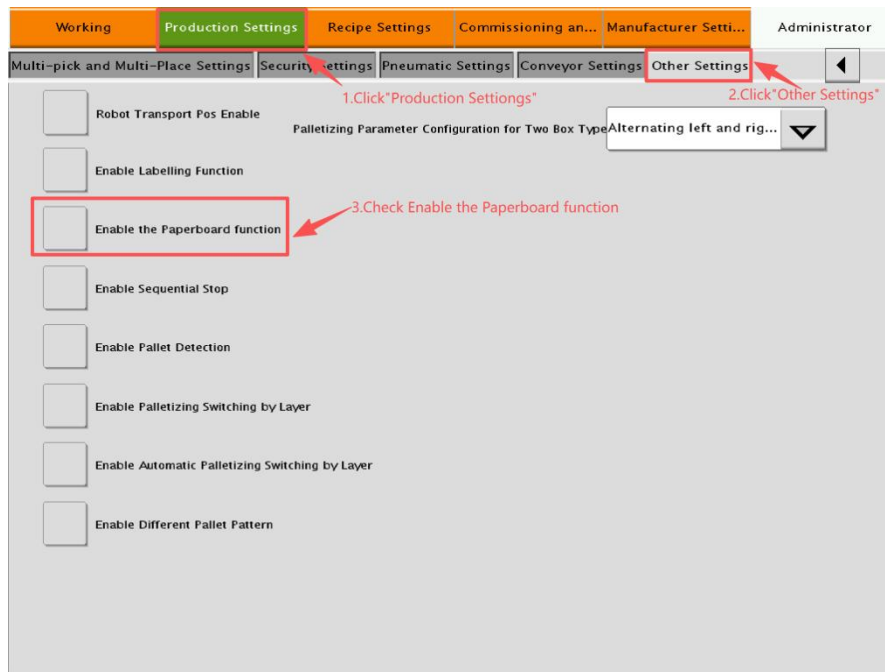 Working Production Settings Recipe Settings Commissioning an... Manufacturer Setti... Administrator
Multi-pick and Multi-Place Settings Security Settings Pneumatic Settings Conveyor Settings Other Settings
1.Click"Production Settiongs"
2.Click"Other Settings"
Robot Transport Pos Enable
Palletizing Parameter Configuration for Two Box Type Alternating left and rig...
Enable Labelling Function
3.Check Enable the Paperboard function
Enable the Paperboard function
Enable Sequential Stop
Enable Pallet Detection
Enable Palletizing Switching by Layer
Enable Automatic Palletizing Switching by Layer
Enable Different Pallet Pattern